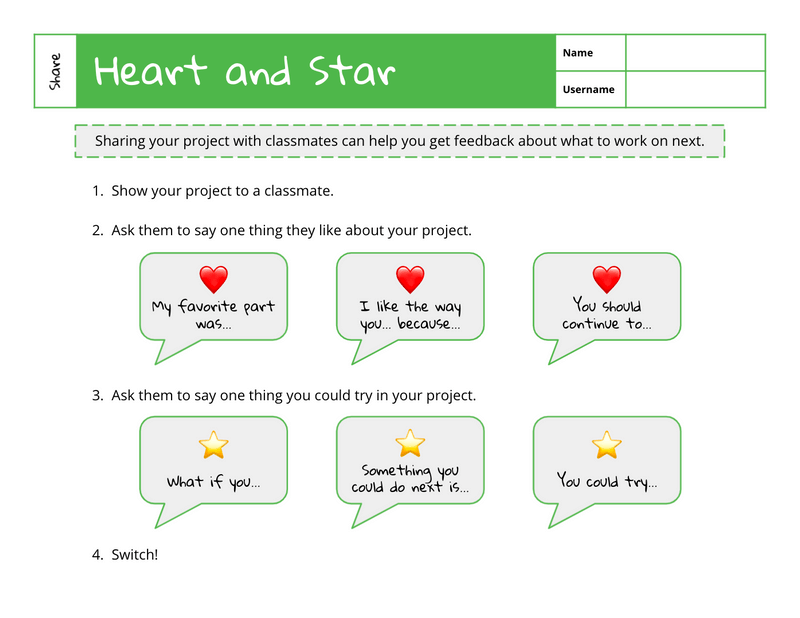 Share
Heart and Star
Name
Username
Sharing your project with classmates can help you get feedback about what to work on next.
1. Show your project to a classmate.
2. Ask them to say one thing they like about your project.
My favorite part
was...
I like the way
you... because...
You should
continue to...
3. Ask them to say one thing you could try in your project.
What if you...
Something you
could do next is...
You could try...
4. Switch!